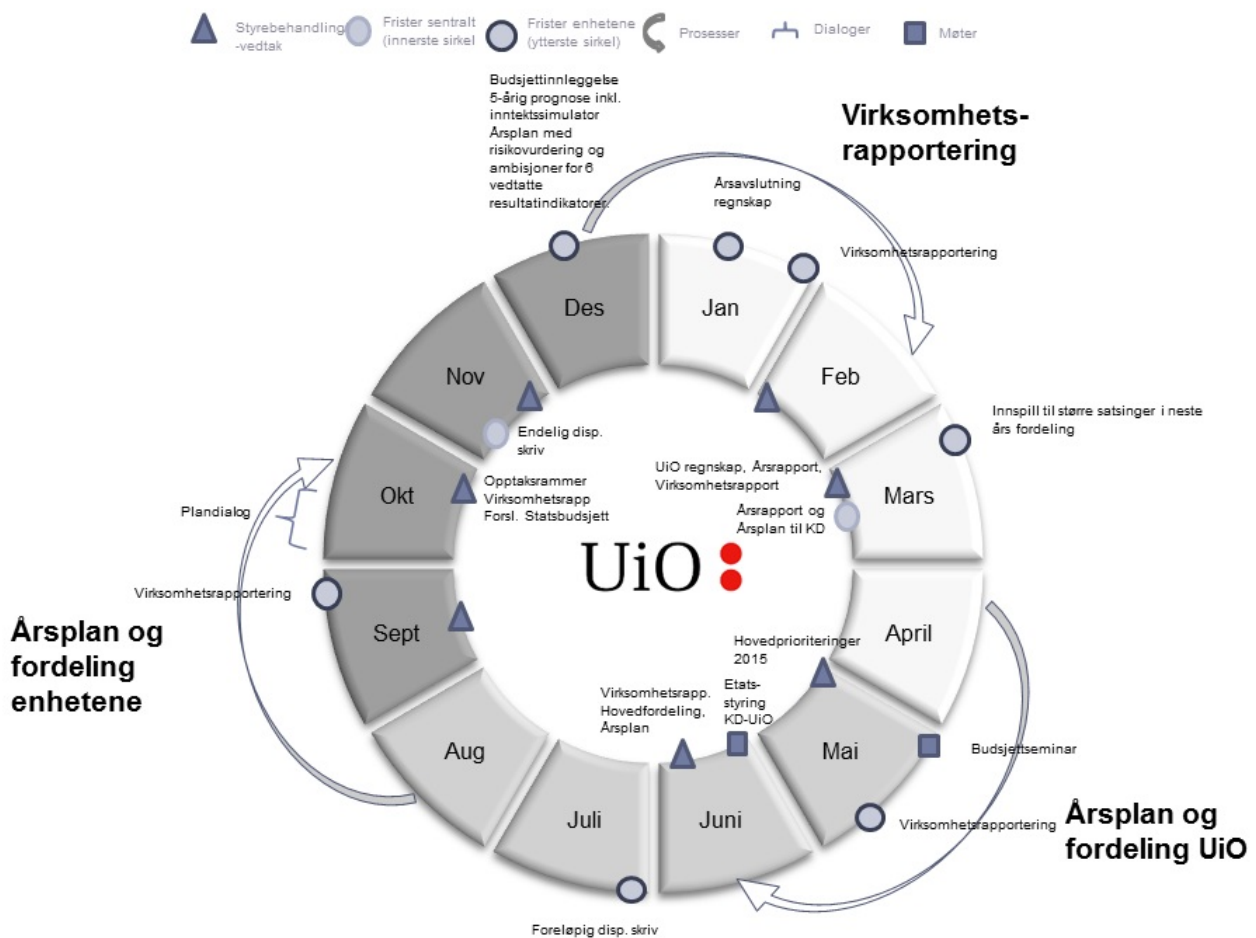 Styrebehandling
-vedtak
Frister sentralt
(innerste sirkel)
Frister enhetene
(ytterste sirkel)
Prosesser
Dialoger
Møter
Budsjettinnleggelse
5-årig prognose inkl.
inntektssimulator
Årsplan med
risikovurdering og
ambisjoner for 6
vedtatte
resultatindikatorer.
Virksomhets-
rapportering
Årsavslutning
regnskap
Virksomhetsrapportering
Des
Jan
Nov
Feb
Innspill til større satsinger i neste
års fordeling
Endelig disp.
skriv
UiO regnskap, Årsrapport,
Virksomhetsrapport
Okt
Opptaksrammer
Virksomhetsrapp
Forsl. Statsbudsjett
Mars
Årsrapport og
Årsplan til KD
Plandialog
UiO
Virksomhetsrapportering
Årsplan og
fordeling
enhetene
Sept
April
Hovedprioriteringer
2015
Virksomhetsrapp.
Hovedfordeling,
Årsplan
Etats-
styring
KD-UiO
Aug
Mai
Budsjettseminar
Juli
Juni
Virksomhetsrapportering
Årsplan og
fordeling UiO
Foreløpig disp. skriv